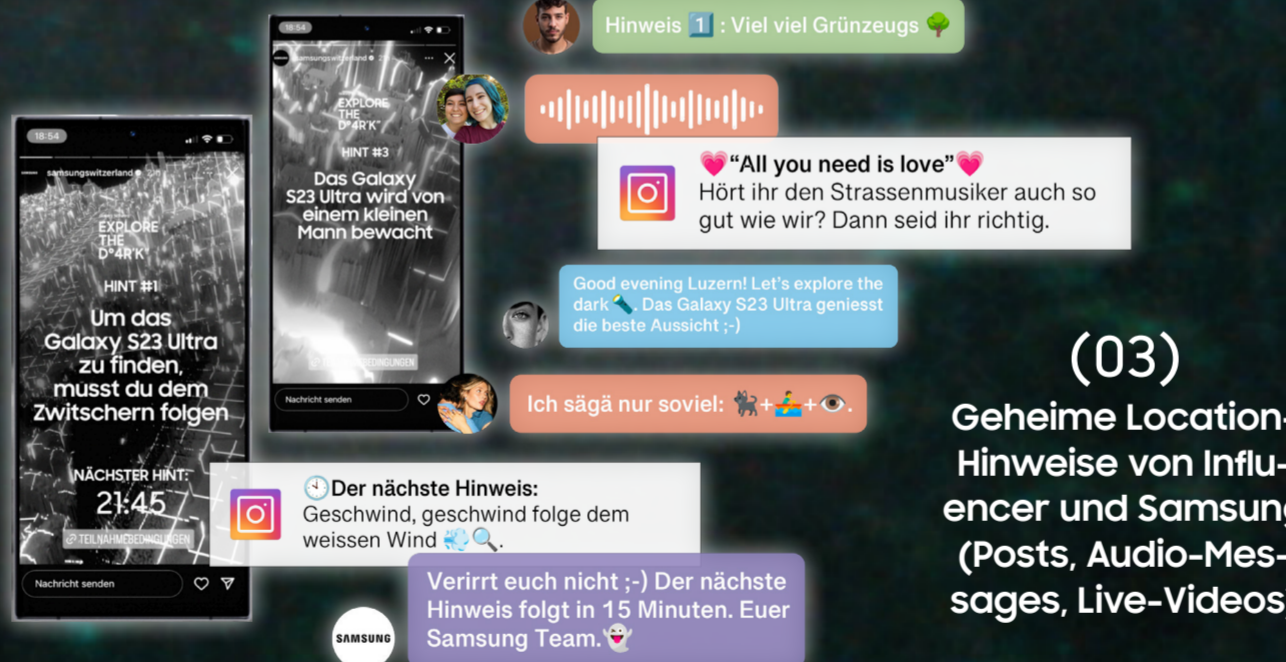 18:54
samsungswitzerland
EXPLORE
THE
D°4R'K"
HINT #1
Um das
Galaxy S23 Ultra
zu finden,
musst du dem
Zwitschern folgen
NÄCHSTER HINT:
21:45
TEILNAHMEBEDINGUNGEN
Nachricht senden
18:54
samsungswitzerland
EXPLORE
THE
D°4R'K"
HINT #3
Das Galaxy
S23 Ultra wird von
einem kleinen
Mann bewacht
TEILNAHMEBEDINGUNGEN
Nachricht senden
Hinweis 1️⃣ : Viel viel Grünzeugs 🌳
💗“All you need is love”💗
Hört ihr den Strassenmusiker auch so
gut wie wir? Dann seid ihr richtig.
Good evening Luzern! Let’s explore the
dark 🔦. Das Galaxy S23 Ultra geniesst
die beste Aussicht ;-)
Ich sägä nur soviel: 🐈‍⬛+🚣+👁️.
🕙Der nächste Hinweis:
Geschwind, geschwind folge dem
weissen Wind 💨🔍.
SAMSUNG
Verirrt euch nicht ;-) Der nächste
Hinweis folgt in 15 Minuten. Euer
Samsung Team.👻
(03)
Geheime Location-
Hinweise von Influ-
encer und Samsung
(Posts, Audio-Mes-
sages, Live-Videos